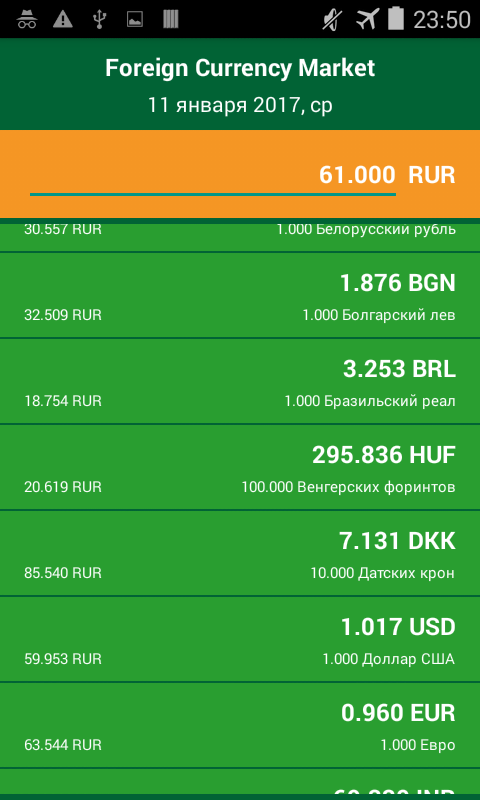 23:50
Foreign Currency Market
11 января 2017, ср
61.000 RUR
30.557 RUR 1.000 Белорусский рубль
1.876 BGN
32.509 RUR 1.000 Болгарский лев
3.253 BRL
18.754 RUR 1.000 Бразильский реал
295.836 HUF
20.619 RUR 100.000 Венгерских форинтов
7.131 DKK
85.540 RUR 10.000 Датских крон
1.017 USD
59.953 RUR 1.000 Доллар США
0.960 EUR
63.544 RUR 1.000 Евро